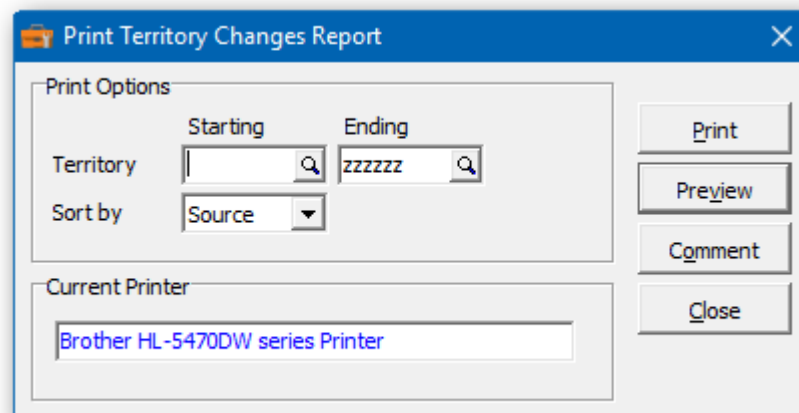 Print Territory Changes Report
Print Options
Starting Ending
Territory zzzzzz
Sort by Source
Print
Preview
Comment
Close
Current Printer
Brother HL-5470DW series Printer